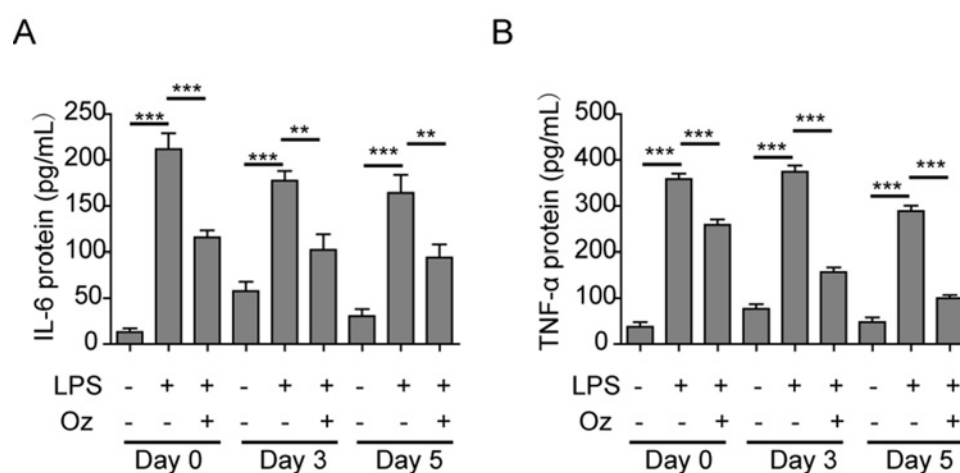 A
IL-6 protein (pg/mL)
250
200
150
100
50
0
***
***
***
**
***
**
LPS - + + - + + - + +
Oz - - + - - + - - +
Day 0 Day 3 Day 5
B
TNF-α protein (pg/mL)
500
400
300
200
100
0
***
***
***
***
***
***
LPS - + + - + + - + +
Oz - - + - - + - - +
Day 0 Day 3 Day 5